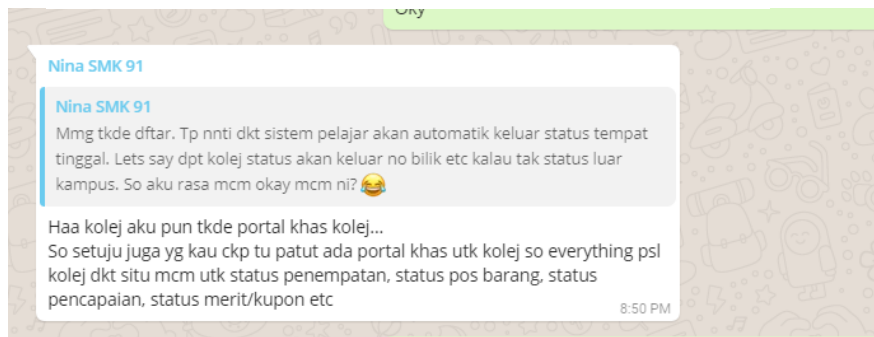 Oky
Nina SMK 91
Nina SMK 91
Mmg tkde dftar. Tp nnti dkt sistem pelajar akan automatik keluar status tempat
tinggal. Lets say dpt kolej status akan keluar no bilik etc kalau tak status luar
kampus. So aku rasa mcm okay mcm ni? 😂
Haa kolej aku pun tkde portal khas kolej...
So setuju juga yg kau ckp tu patut ada portal khas utk kolej so everything psl
kolej dkt situ mcm utk status penempatan, status pos barang, status
pencapaian, status merit/kupon etc
8:50 PM